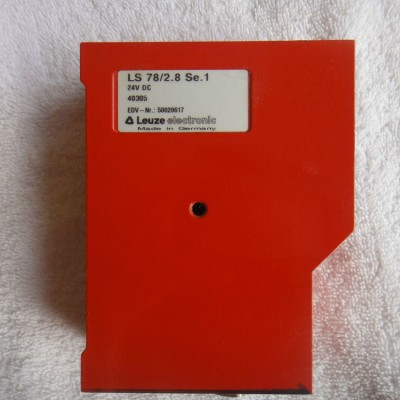 LS 78/2.8 Se.1
24V DC
40305
EDV-Nr.: 50020617
Leuze electronic
Made in Germany